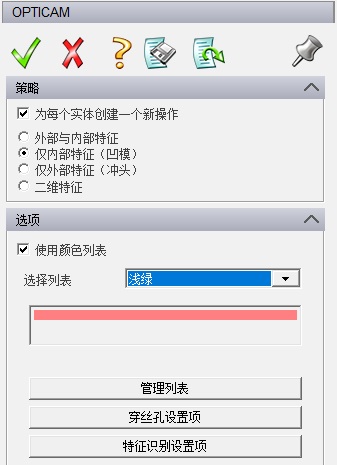 OPTICAM
策略
为每个实体创建一个新操作
外部与内部特征
仅内部特征（凹模）
仅外部特征（冲头）
二维特征
选项
使用颜色列表
选择列表 浅绿
管理列表
穿丝孔设置项
特征识别设置项